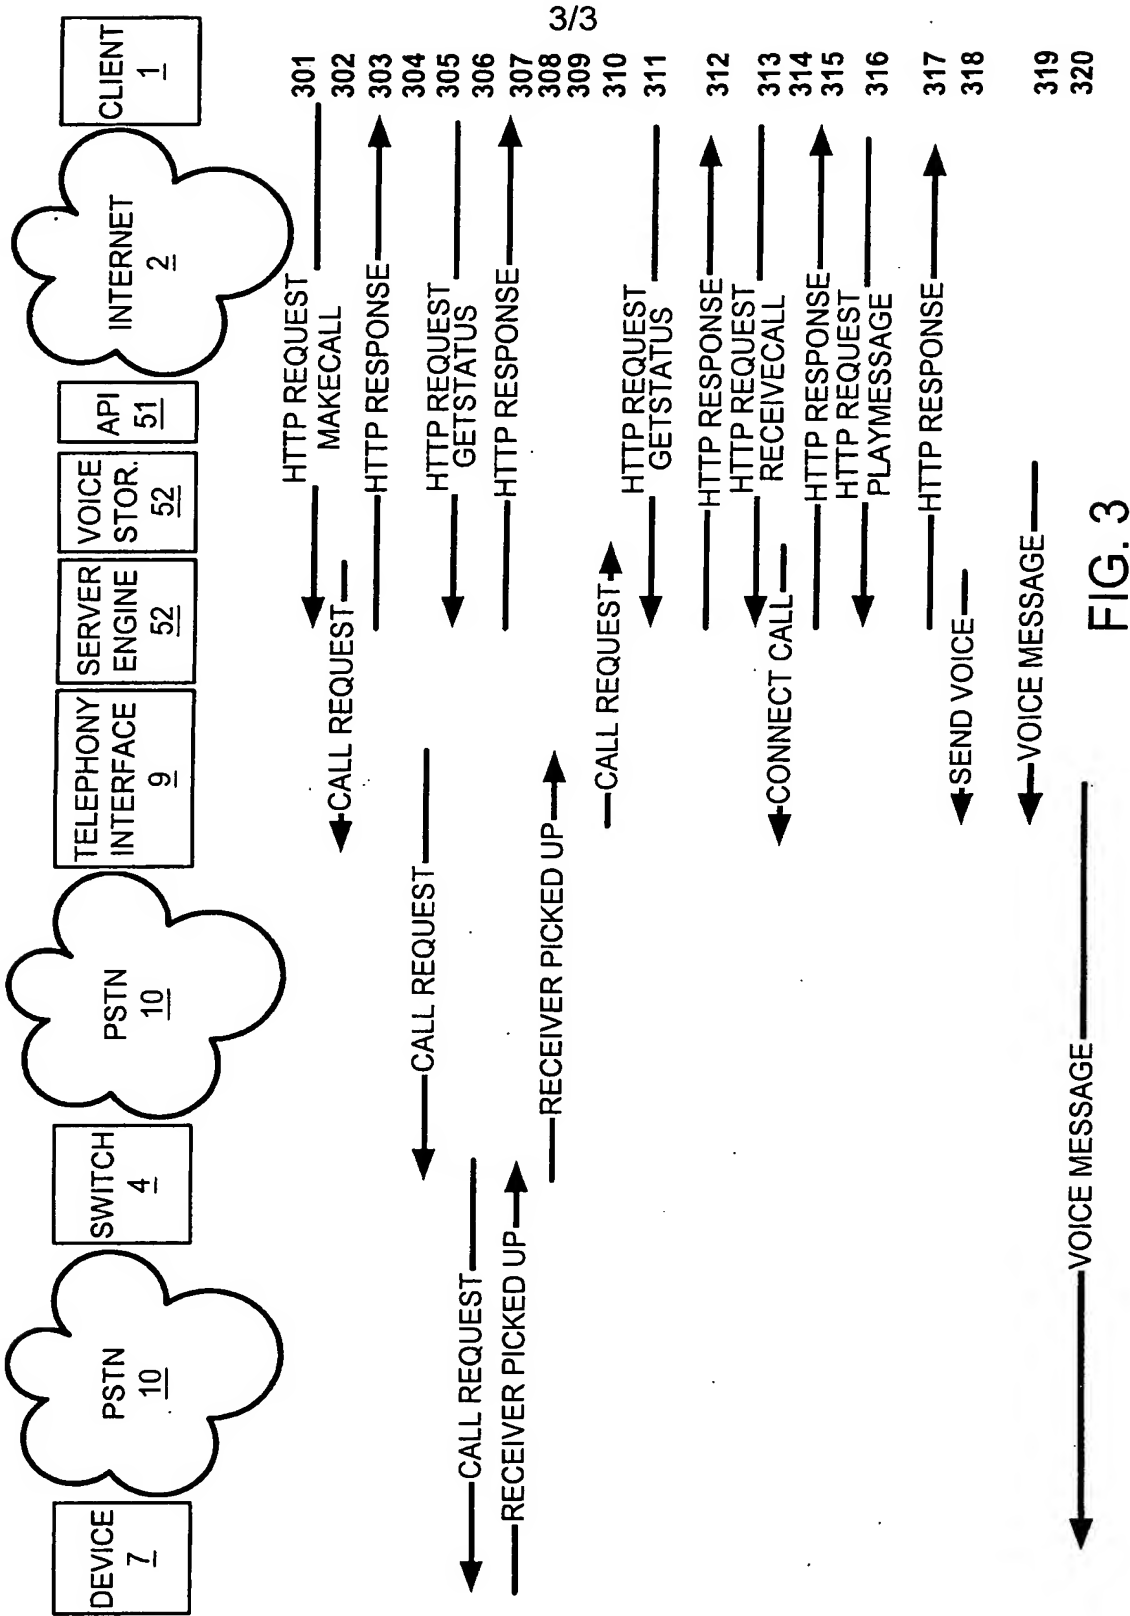 3/3
DEVICE
7
PSTN
10
SWITCH
4
PSTN
10
TELEPHONY
INTERFACE
9
SERVER
ENGINE
52
VOICE
STOR.
52
API
51
INTERNET
2
CLIENT
1
HTTP REQUEST
MAKECALL
301
CALL REQUEST
302
HTTP RESPONSE
303
CALL REQUEST
304
HTTP REQUEST
GETSTATUS
305
CALL REQUEST
306
HTTP RESPONSE
307
RECEIVER PICKED UP
308
RECEIVER PICKED UP
309
CALL REQUEST
310
HTTP REQUEST
GETSTATUS
311
HTTP RESPONSE
312
HTTP REQUEST
RECEIVECALL
313
CONNECT CALL
314
HTTP RESPONSE
315
HTTP REQUEST
PLAYMESSAGE
316
HTTP RESPONSE
317
SEND VOICE
318
VOICE MESSAGE
319
VOICE MESSAGE
320
FIG. 3